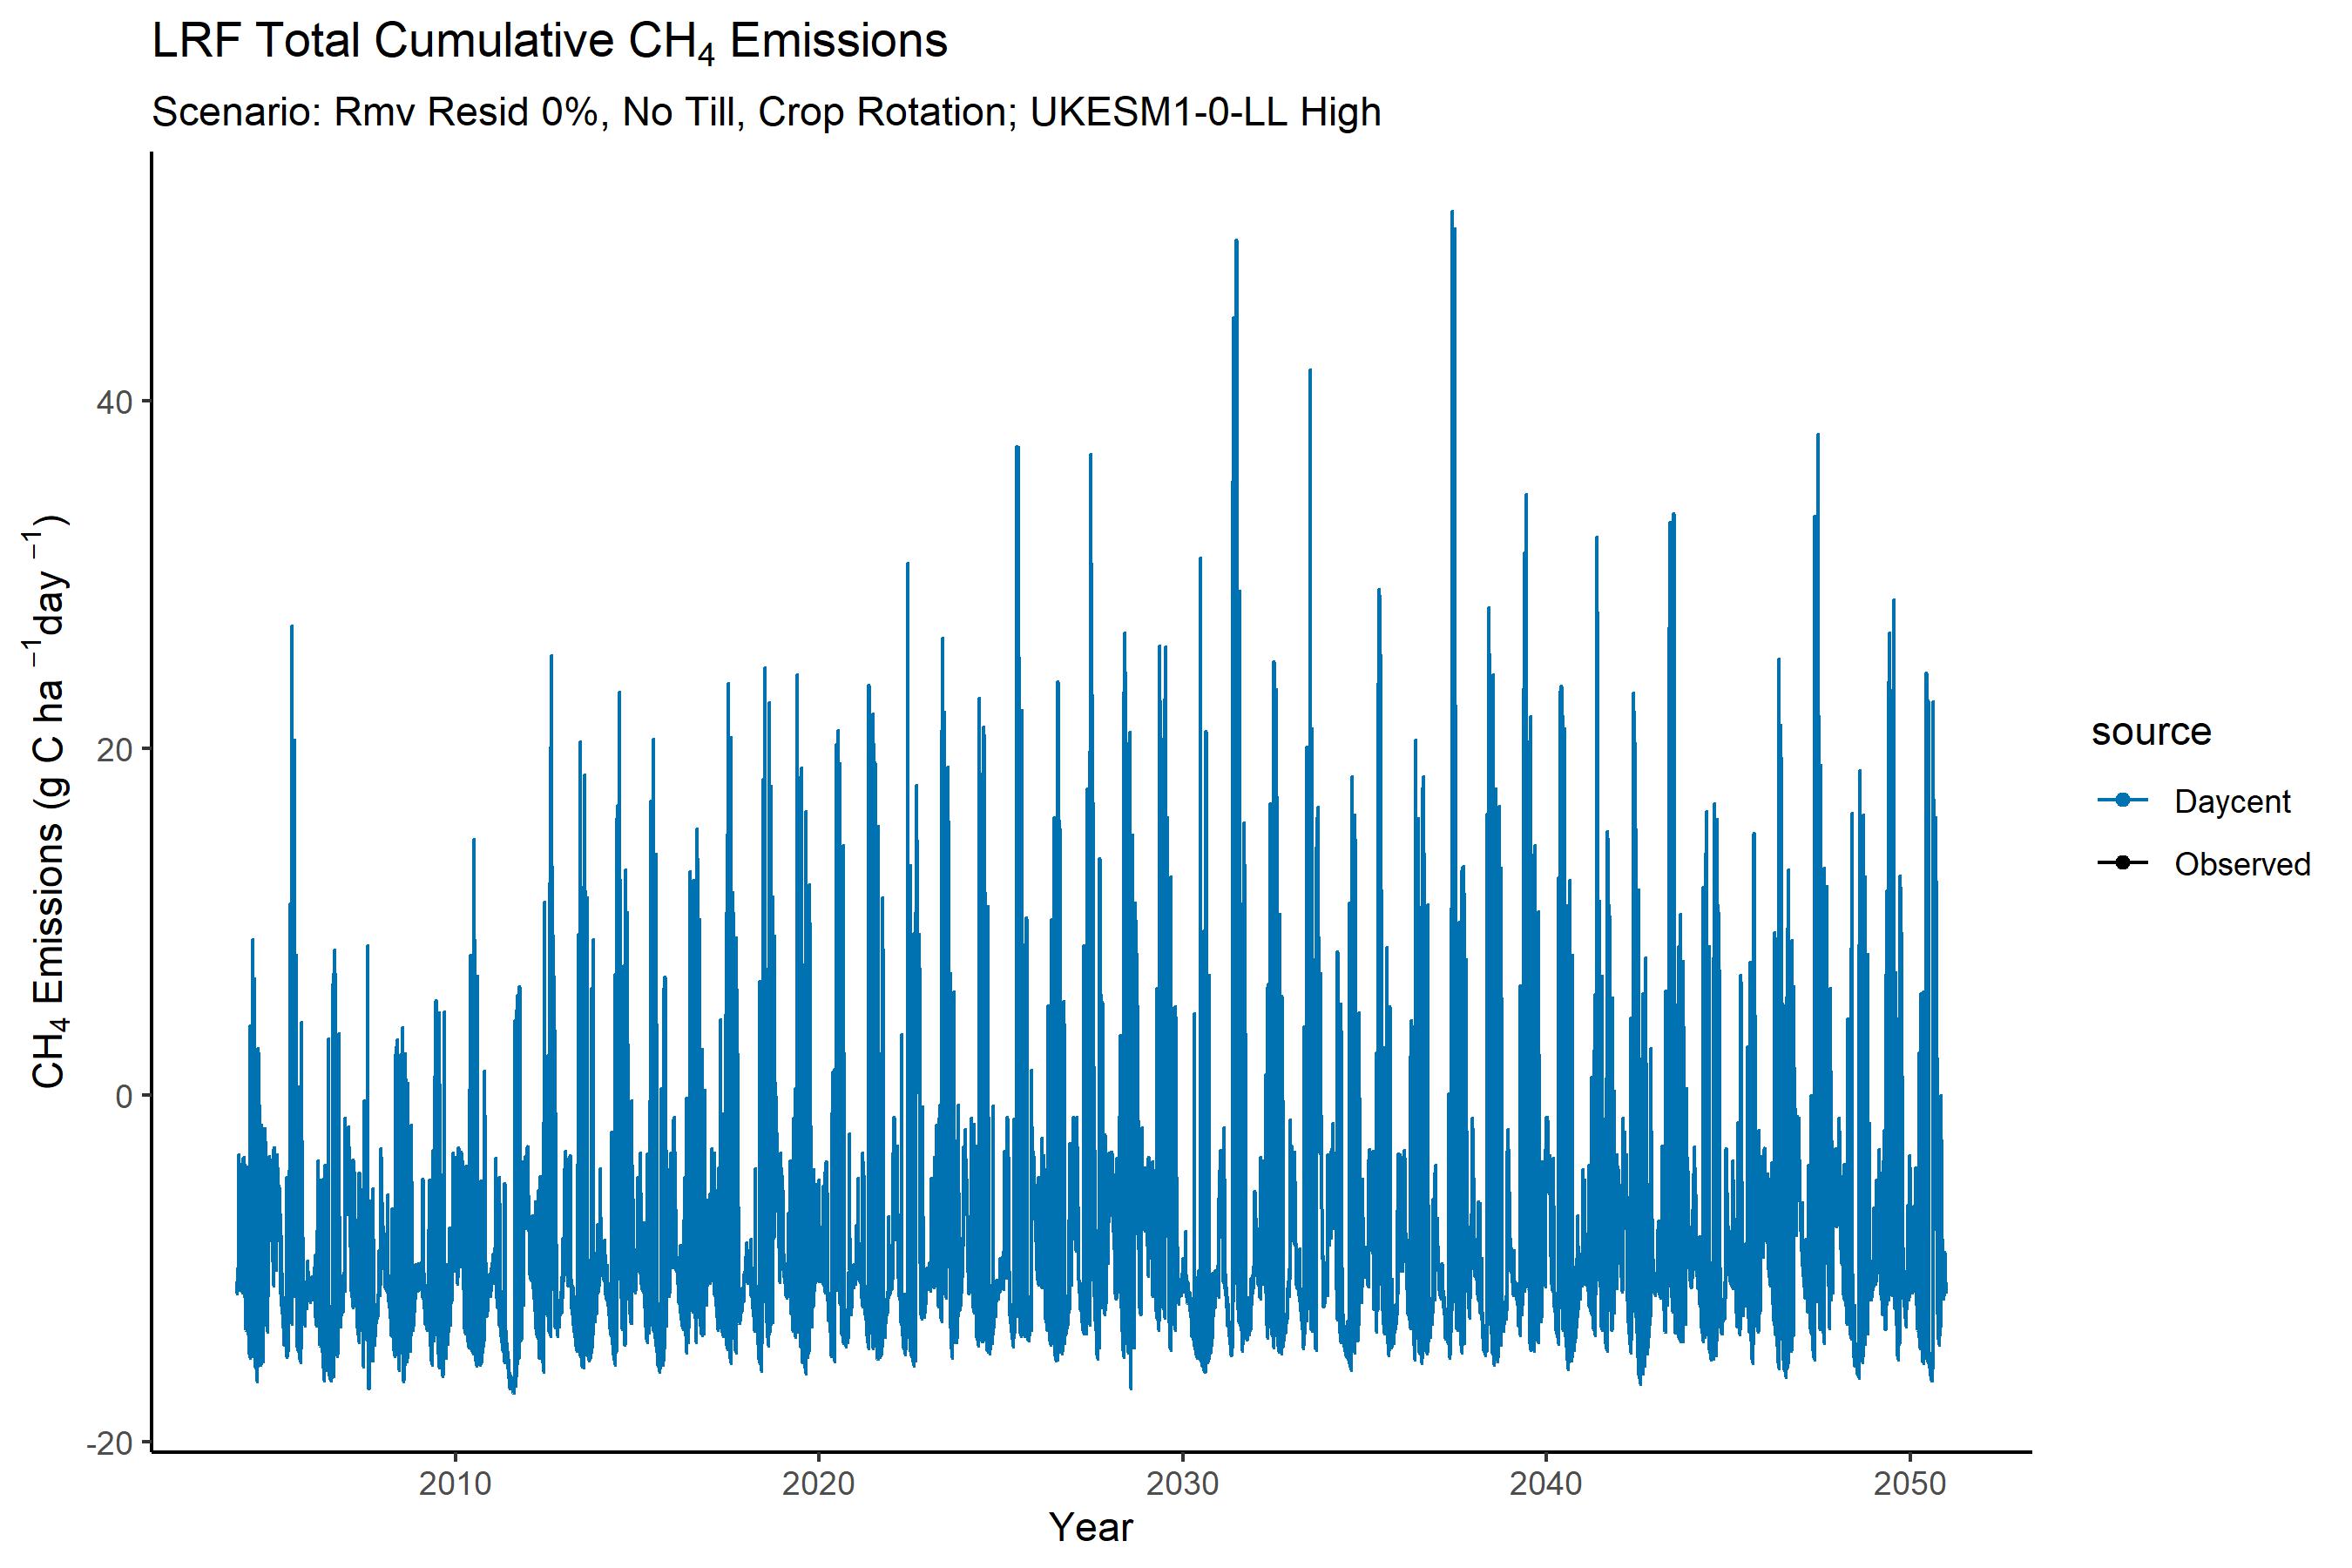 LRF Total Cumulative CH₄ Emissions
Scenario: Rmv Resid 0%, No Till, Crop Rotation; UKESM1-0-LL High
CH₄ Emissions (g C ha ⁻¹day ⁻¹)
40
20
0
-20
2010 2020 2030 2040 2050
Year
source
Daycent
Observed